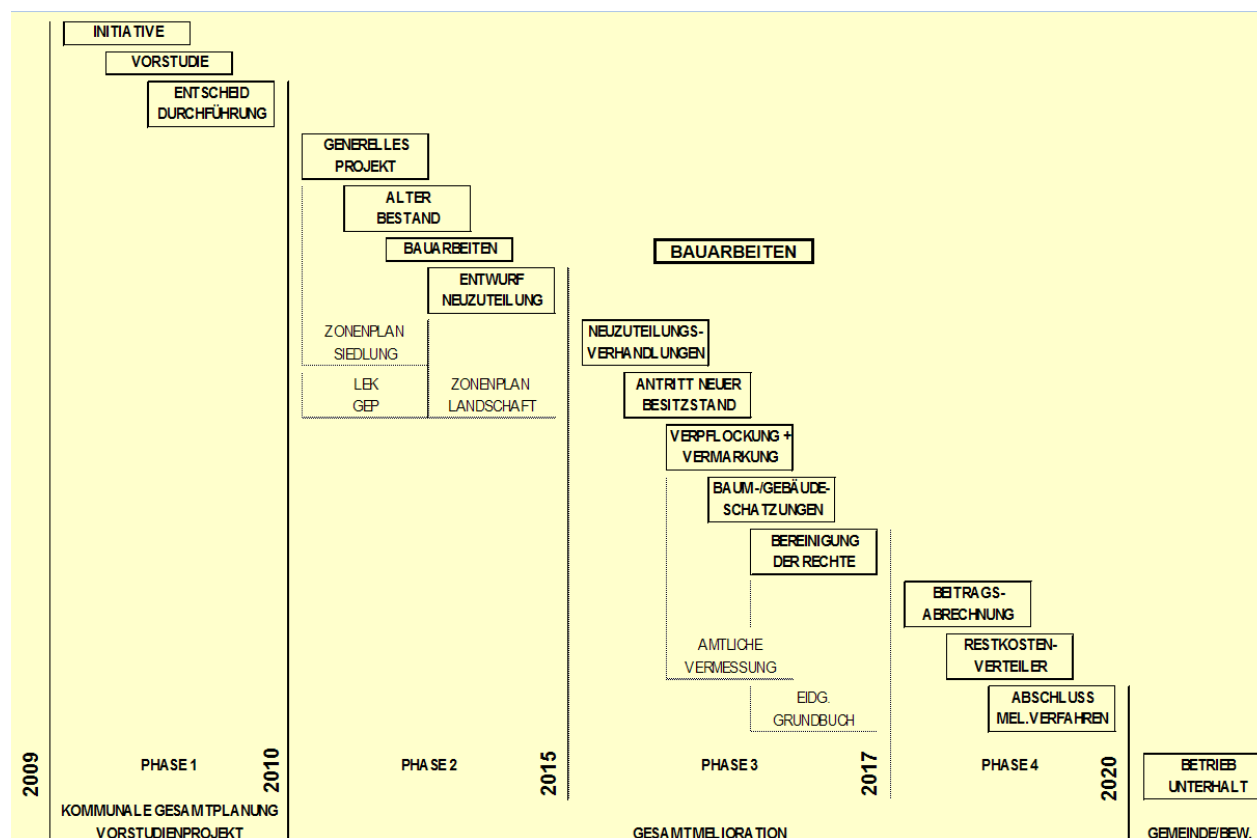 INITIATIVE
VORSTUDIE
ENTSCHEID
DURCHFÜHRUNG
GENERELLES
PROJEKT
ALTER
BESTAND
BAUARBEITEN
BAUARBEITEN
ENTWURF
NEUZUTEILUNG
ZONENPLAN
SIEDLUNG
LEK
GEP
ZONENPLAN
LANDSCHAFT
NEUZUTEILUNGS-
VERHANDLUNGEN
ANTRITT NEUER
BESITZSTAND
VERPFLOCKUNG +
VERMARKUNG
BAUM-/GEBÄUDE-
SCHATZUNGEN
BEREINIGUNG
DER RECHTE
AMTLICHE
VERMESSUNG
EIDG.
GRUNDBUCH
BEITRAGS-
ABRECHNUNG
RESTKOSTEN-
VERTEILER
ABSCHLUSS
MEL.VERFAHREN
2009
PHASE 1
2010
PHASE 2
2015
PHASE 3
2017
PHASE 4
2020
BETRIEB
UNTERHALT
KOMMUNALE GESAMTPLANUNG
VORSTUDIENPROJEKT
GESAMTMELIORATION
GEMEINDE/BEW.